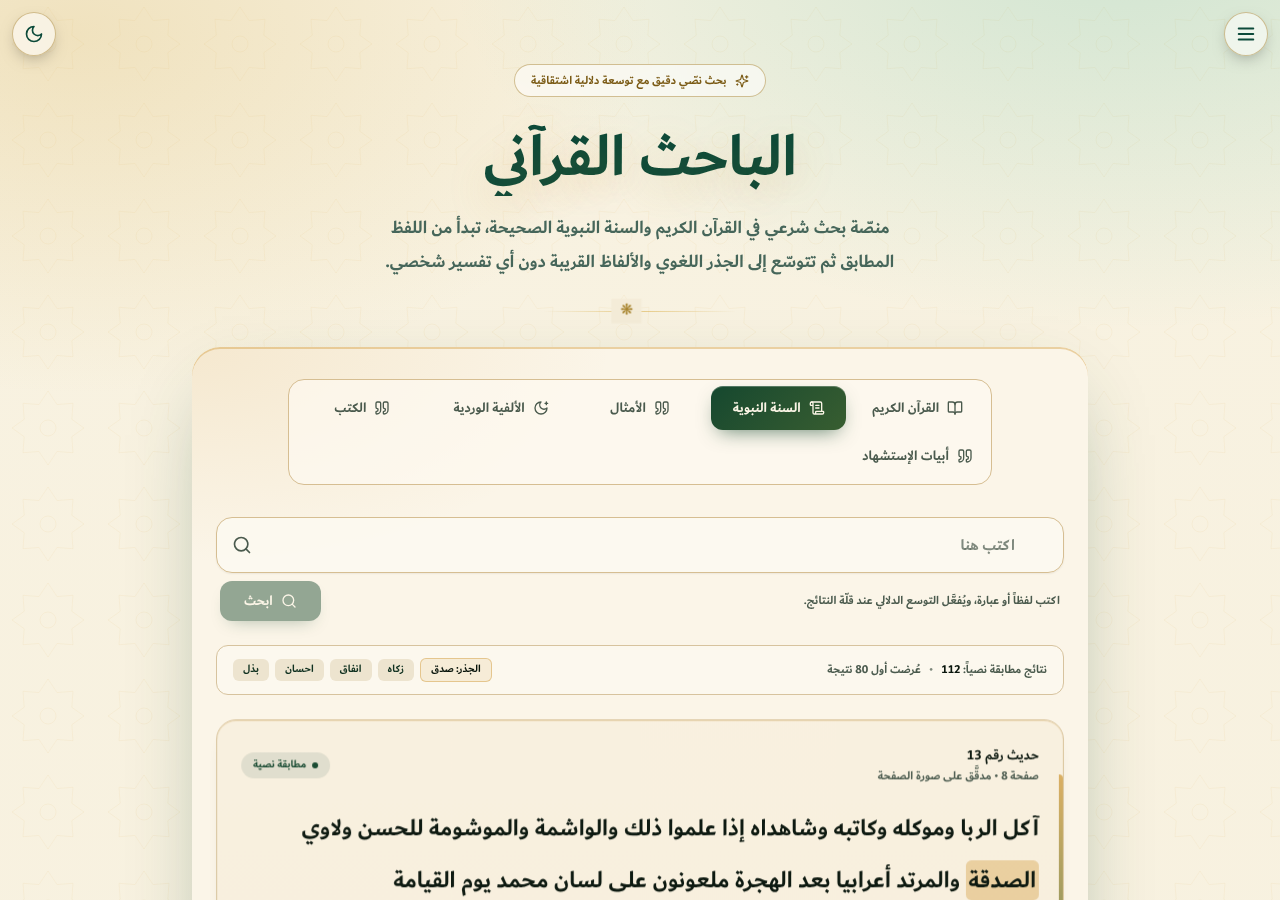 بحث نصّي دقيق مع توسعة دلالية اشتقاقية
الباحث القرآني
منصّة بحث شرعي في القرآن الكريم والسنة النبوية الصحيحة، تبدأ من اللفظ
المطابق ثم تتوسّع إلى الجذر اللغوي والألفاظ القريبة دون أي تفسير شخصي.
القرآن الكريم
السنة النبوية
الأمثال
الألفية الوردية
الكتب
أبيات الإستشهاد
اكتب هنا
اكتب لفظاً أو عبارة، ويُفعَّل التوسع الدلالي عند قلّة النتائج.
ابحث
نتائج مطابقة نصياً: 112 • عُرضت أول 80 نتيجة
الجذر: صدق
زكاه
انفاق
احسان
بذل
حديث رقم 13
صفحة 8 • مدقَّق على صورة الصفحة
مطابقة نصية
آكل الربا وموكله وكاتبه وشاهداه إذا علموا ذلك والواشمة والموشومة للحسن ولاوي
الصدقة والمرتد أعرابيا بعد الهجرة ملعونون على لسان محمد يوم القيامة